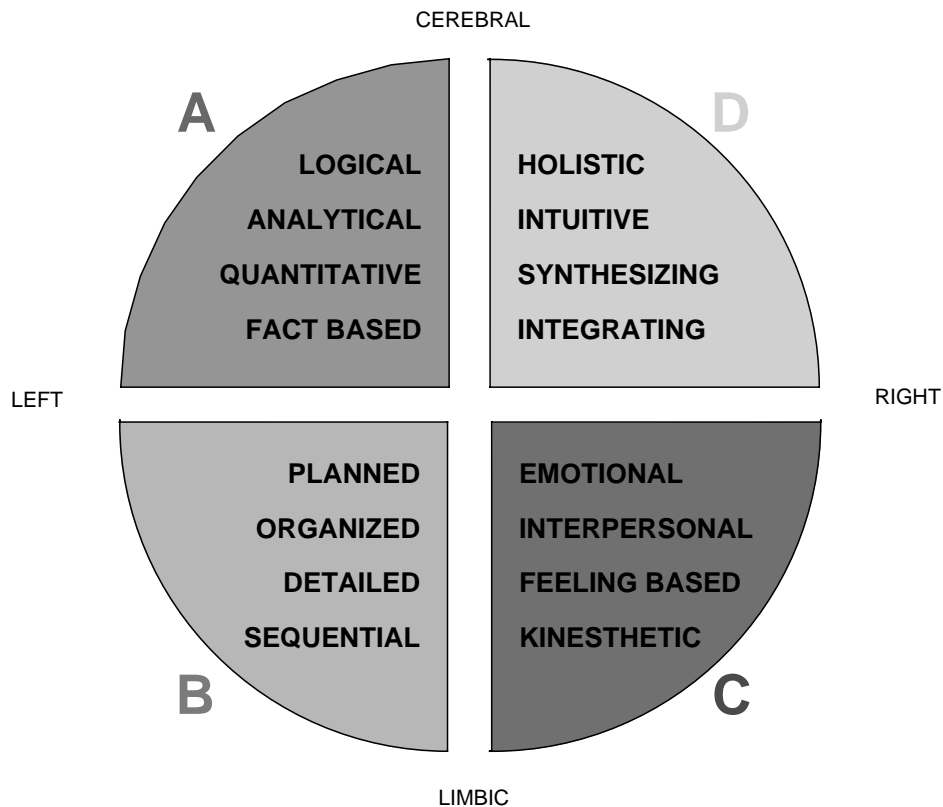 CEREBRAL
A
D
LOGICAL
ANALYTICAL
QUANTITATIVE
FACT BASED
HOLISTIC
INTUITIVE
SYNTHESIZING
INTEGRATING
LEFT
RIGHT
PLANNED
ORGANIZED
DETAILED
SEQUENTIAL
EMOTIONAL
INTERPERSONAL
FEELING BASED
KINESTHETIC
B
C
LIMBIC